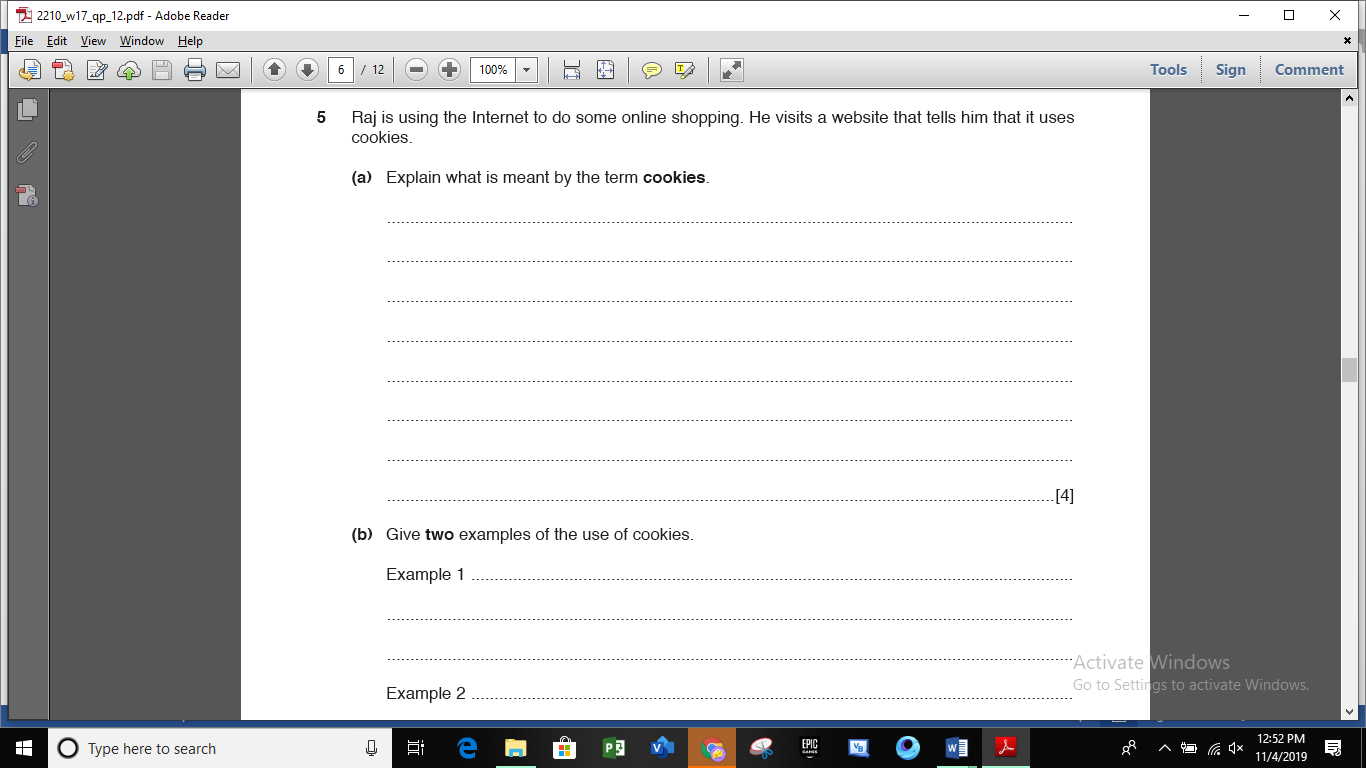 2210_w17_qp_12.pdf - Adobe Reader
File Edit View Window Help
6 / 12 100% Tools Sign Comment
5 Raj is using the Internet to do some online shopping. He visits a website that tells him that it uses
cookies.
(a) Explain what is meant by the term cookies.
..........................................................................................................................................
..........................................................................................................................................
..........................................................................................................................................
..........................................................................................................................................
..........................................................................................................................................
..........................................................................................................................................
..........................................................................................................................................
......................................................................................................................................[4]
(b) Give two examples of the use of cookies.
Example 1 .........................................................................................................................
..........................................................................................................................................
..........................................................................................................................................
Example 2 .........................................................................................................................
Activate Windows
Go to Settings to activate Windows.
Type here to search
EPIC
GAMES
12:52 PM
11/4/2019